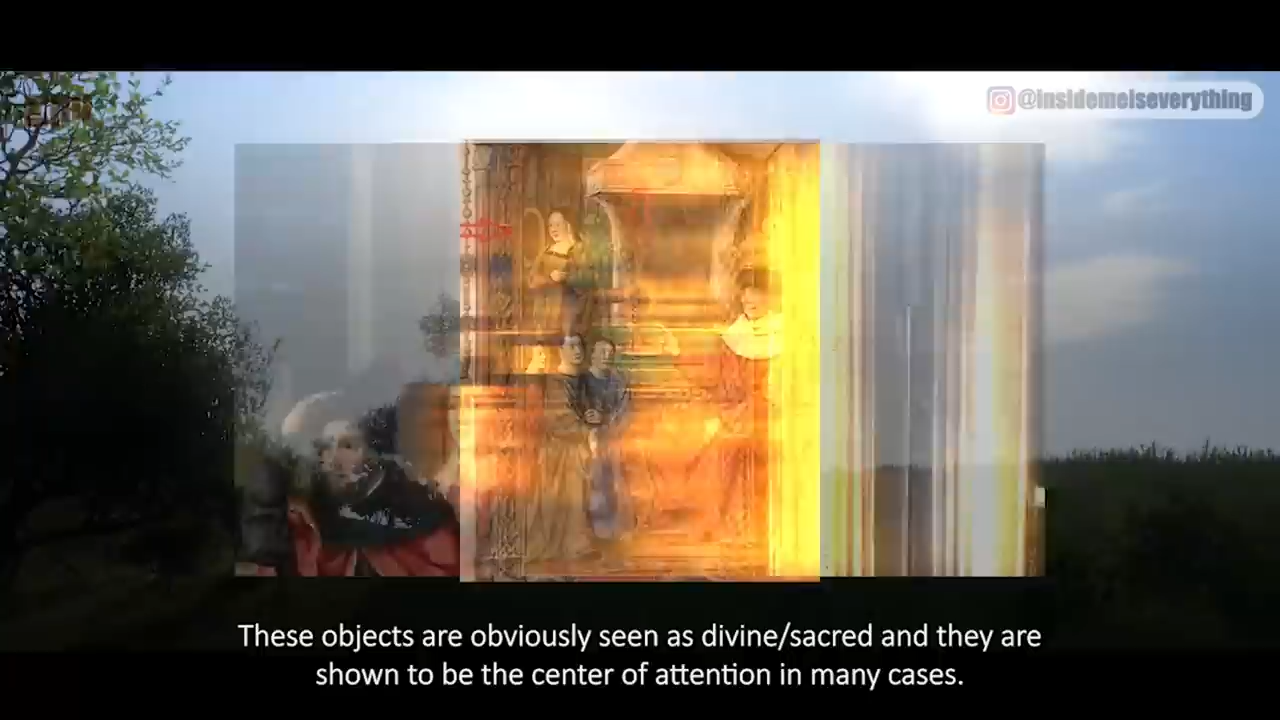 @insidemeiseverything
These objects are obviously seen as divine/sacred and they are
shown to be the center of attention in many cases.